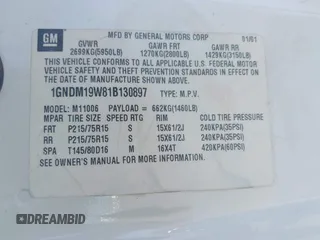 GM
MFD BY GENERAL MOTORS CORP 01/01
GVWR GAWR FRT GAWR RR
2699KG(5950LB) 1270KG(2800LB) 1429KG(3150LB)
THIS VEHICLE CONFORMS TO ALL APPLICABLE U.S. FEDERAL
MOTOR VEHICLE SAFETY AND THEFT PREVENTION STANDARDS
IN EFFECT ON THE DATE OF MANUFACTURE SHOWN ABOVE.
1GNDM19W81B130897 TYPE: M.P.V.
MODEL: M11006 PAYLOAD = 662KG(1460LB)
MPAR TIRE SIZE SPEED RTG RIM COLD TIRE PRESSURE
FRT P215/75R15 S 15X61/2J 240KPA(35PSI)
RR P215/75R15 S 15X61/2J 240KPA(35PSI)
SPA T145/80D16 M 16X4T 420KPA(60PSI)
SEE OWNER'S MANUAL FOR MORE INFORMATION.
DREAMBID